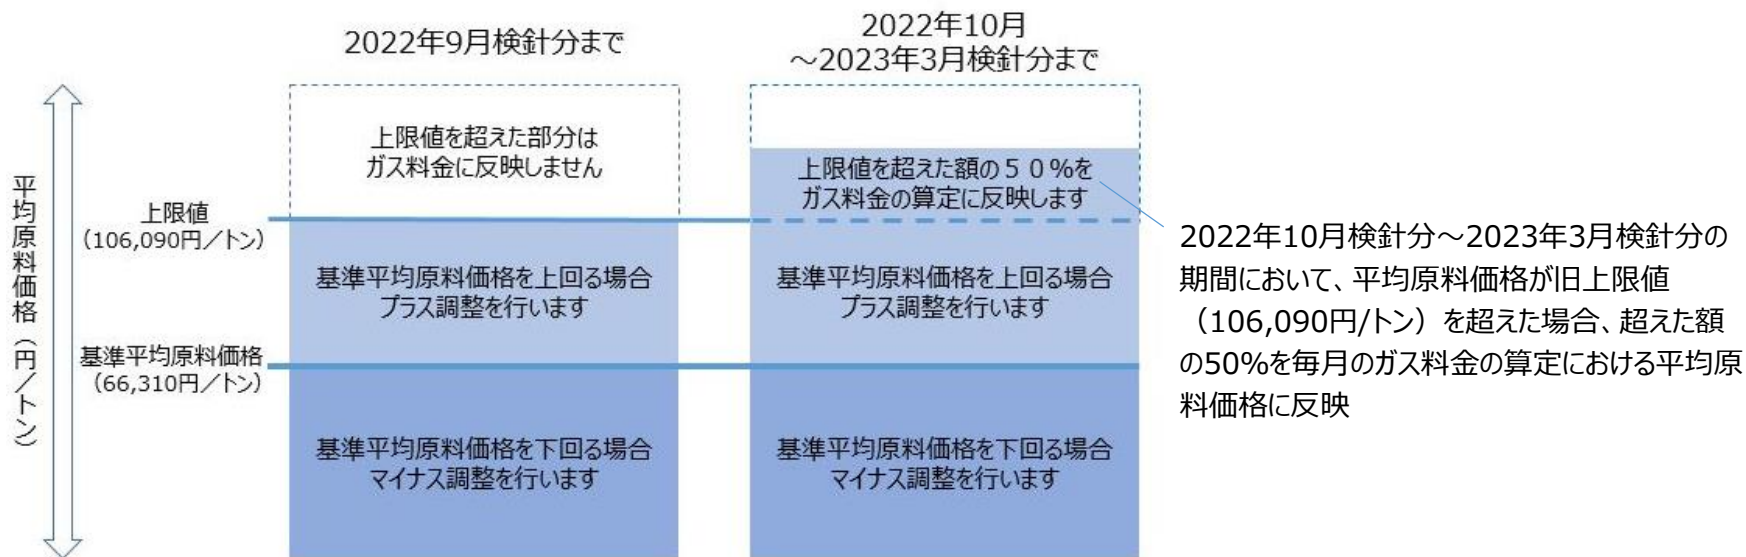 2022年9月検針分まで
2022年10月
～2023年3月検針分まで
平均原料価格（円／トン）
上限値を超えた部分は
ガス料金に反映しません
上限値を超えた額の５０％を
ガス料金の算定に反映します
上限値
（106,090円／トン）
基準平均原料価格を上回る場合
プラス調整を行います
基準平均原料価格を上回る場合
プラス調整を行います
基準平均原料価格
（66,310円／トン）
基準平均原料価格を下回る場合
マイナス調整を行います
基準平均原料価格を下回る場合
マイナス調整を行います
2022年10月検針分～2023年3月検針分の
期間において、平均原料価格が旧上限値
（106,090円/トン）を超えた場合、超えた額
の50%を毎月のガス料金の算定における平均原
料価格に反映